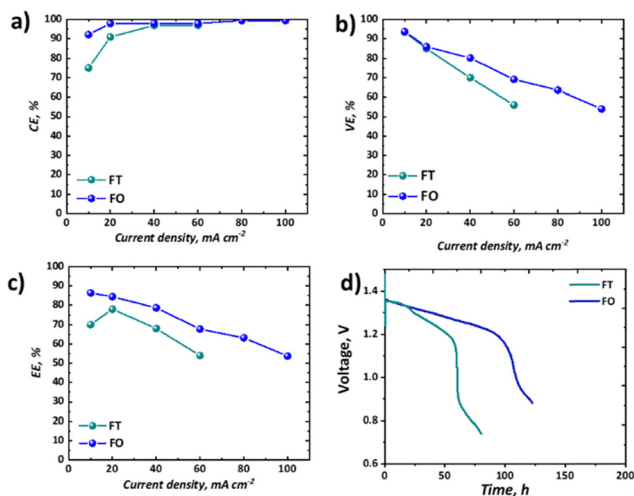 a)
CE, %
100
90
80
70
60
50
40
30
20
10
0
FT
FO
0 20 40 60 80 100
Current density, mA cm⁻²
b)
VE, %
100
90
80
70
60
50
40
30
20
10
0
FT
FO
0 20 40 60 80 100
Current density, mA cm⁻²
c)
EE, %
100
90
80
70
60
50
40
30
20
10
0
FT
FO
0 20 40 60 80 100
Current density, mA cm⁻²
d)
Voltage, V
1.4
1.2
1.0
0.8
0.6
FT
FO
0 50 100 150 200
Time, h